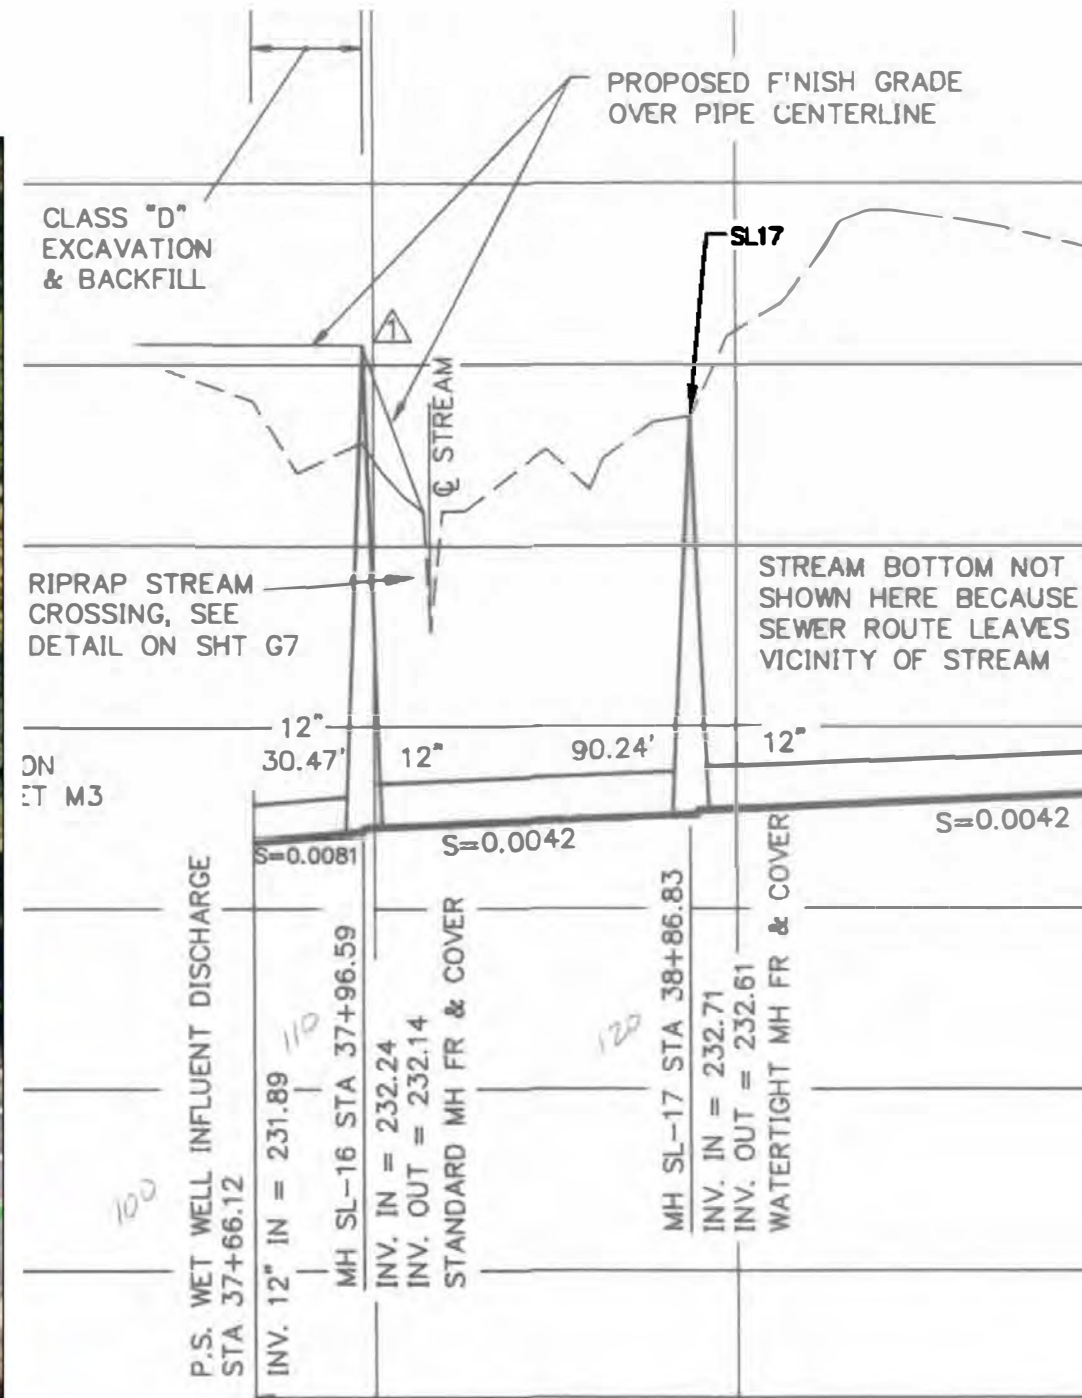 PROPOSED F'NISH GRADE
OVER PIPE CENTERLINE
CLASS "D"
EXCAVATION
& BACKFILL
SL17
1
℄ STREAM
RIPRAP STREAM
CROSSING, SEE
DETAIL ON SHT G7
STREAM BOTTOM NOT
SHOWN HERE BECAUSE
SEWER ROUTE LEAVES
VICINITY OF STREAM
12"
30.47'
12"
90.24'
12"
ON
ET M3
S=0.0081
S=0.0042
S=0.0042
P.S. WET WELL INFLUENT DISCHARGE
STA 37+66.12
INV. 12" IN = 231.89
MH SL-16 STA 37+96.59
INV. IN = 232.24
INV. OUT = 232.14
STANDARD MH FR & COVER
MH SL-17 STA 38+86.83
INV. IN = 232.71
INV. OUT = 232.61
WATERTIGHT MH FR & COVER
100
110
120